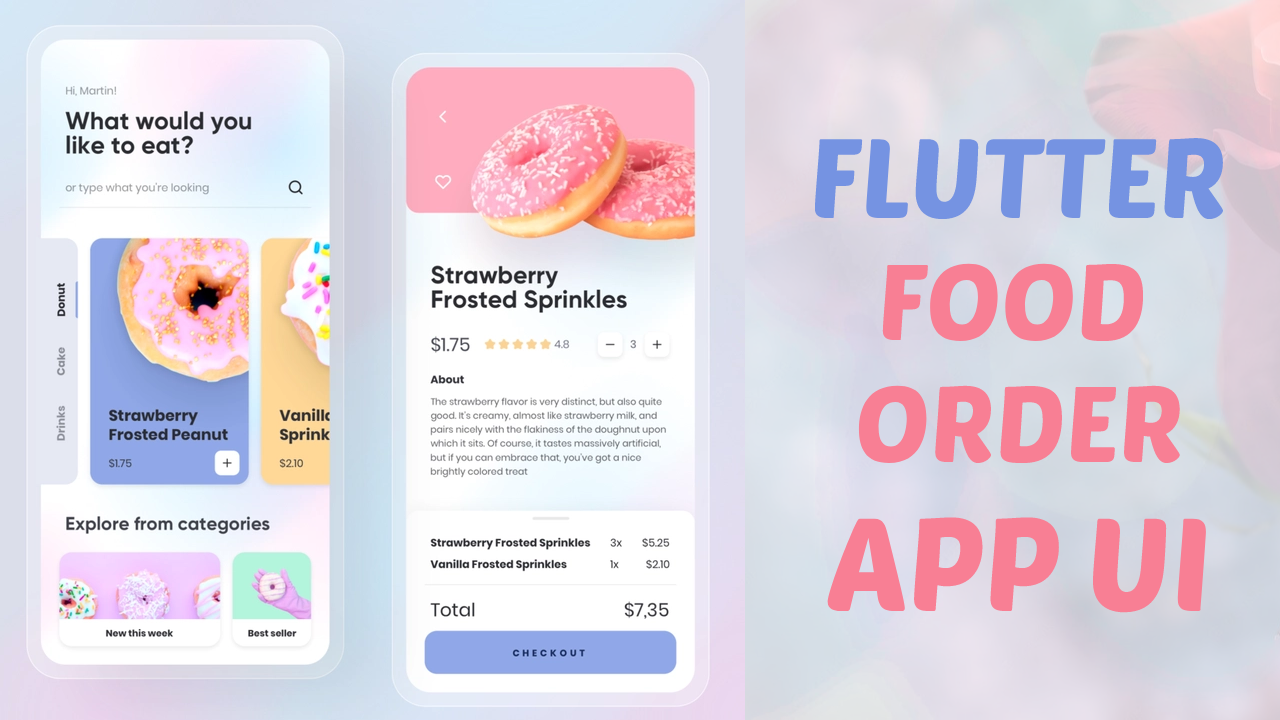 Hi, Martin!
What would you
like to eat?
or type what you're looking
Donut
Cake
Drinks
Strawberry
Frosted Peanut
$1.75
+
Vanilla
Sprink
$2.10
Explore from categories
New this week
Best seller
Strawberry
Frosted Sprinkles
$1.75 4.8 − 3 +
About
The strawberry flavor is very distinct, but also quite
good. It's creamy, almost like strawberry milk, and
pairs nicely with the flakiness of the doughnut upon
which it sits. Of course, it tastes massively artificial,
but if you can embrace that, you've got a nice
brightly colored treat
Strawberry Frosted Sprinkles 3x $5.25
Vanilla Frosted Sprinkles 1x $2.10
Total $7,35
CHECKOUT
FLUTTER
FOOD
ORDER
APP UI